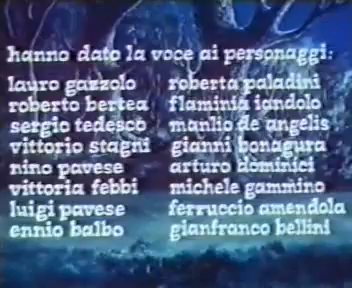 hanno dato la voce ai personaggi:
lauro gazzolo roberta paladini
roberto bertea flaminia jandolo
sergio tedesco manlio de angelis
vittorio stagni gianni bonagura
nino pavese arturo dominici
vittoria febbi michele gammino
luigi pavese ferruccio amendola
ennio balbo gianfranco bellini